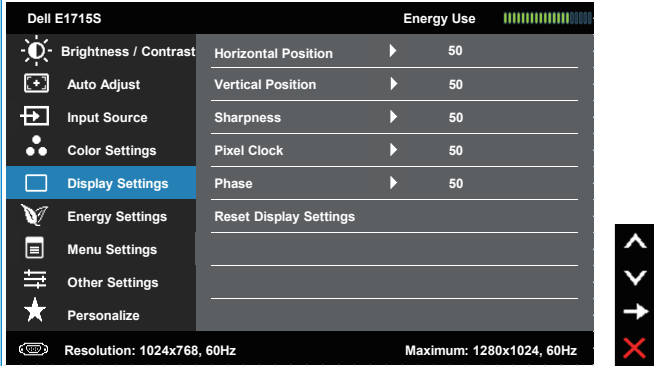 Dell E1715S Energy Use
Brightness / Contrast Horizontal Position 50
Auto Adjust Vertical Position 50
Input Source Sharpness 50
Color Settings Pixel Clock 50
Display Settings Phase 50
Energy Settings Reset Display Settings
Menu Settings
Other Settings
Personalize
Resolution: 1024x768, 60Hz Maximum: 1280x1024, 60Hz